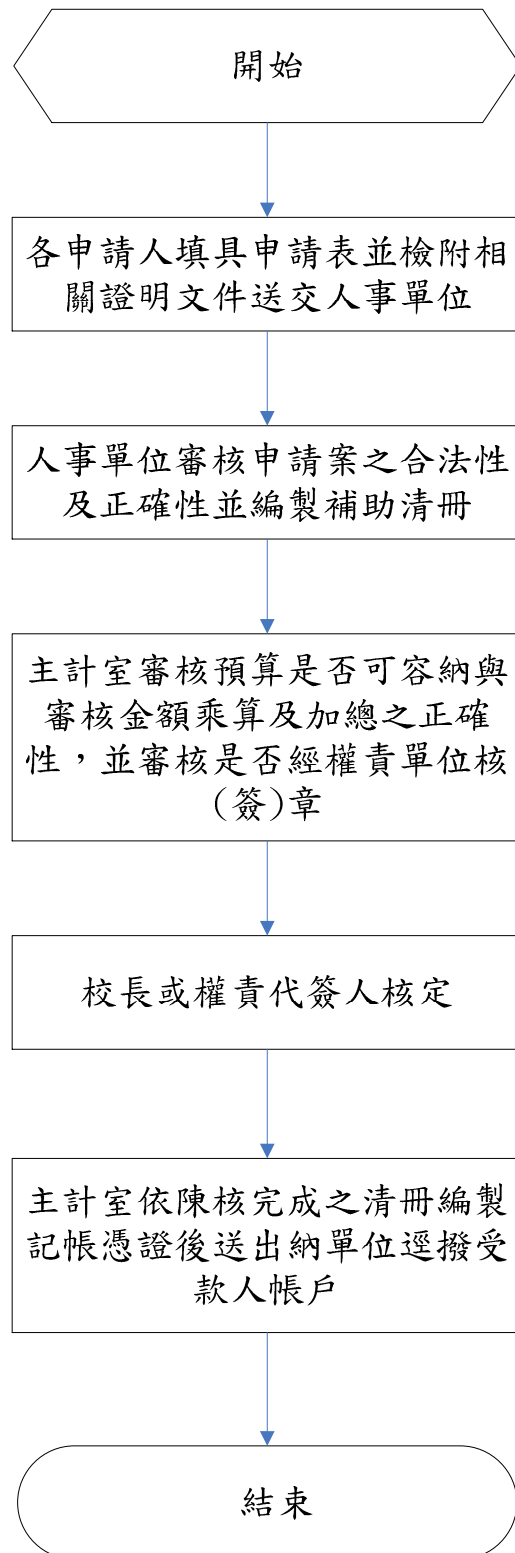 開始
各申請人填具申請表並檢附相
關證明文件送交人事單位
人事單位審核申請案之合法性
及正確性並編製補助清冊
主計室審核預算是否可容納與
審核金額乘算及加總之正確
性，並審核是否經權責單位核
(簽)章
校長或權責代簽人核定
主計室依陳核完成之清冊編製
記帳憑證後送出納單位逕撥受
款人帳戶
結束